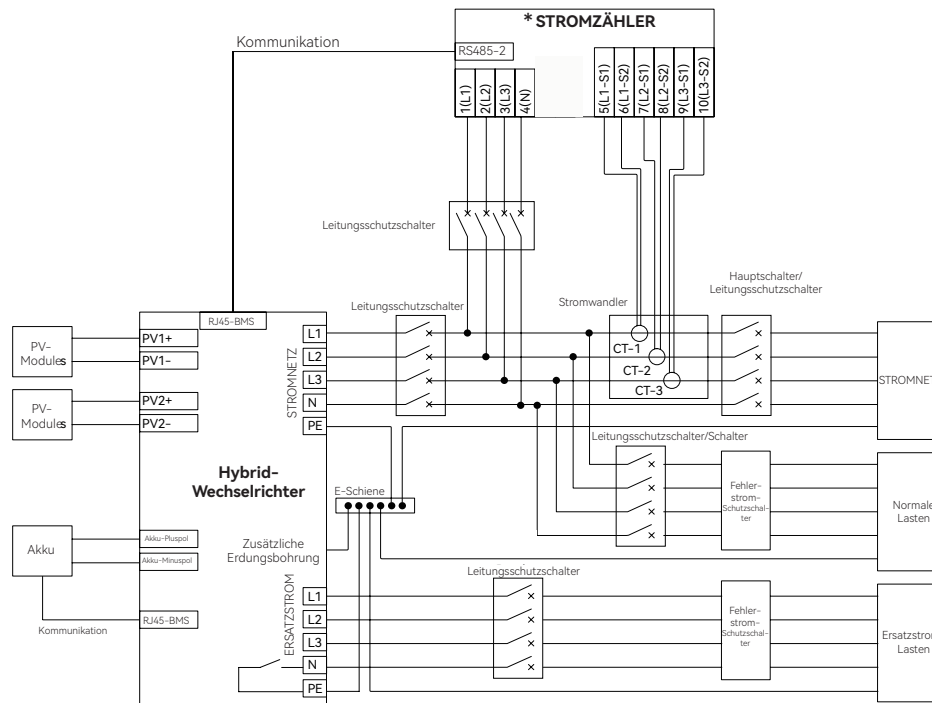 * STROMZÄHLER
Kommunikation
RS485-2
1(L1)
2(L2)
3(L3)
4(N)
5(L1-S1)
6(L1-S2)
7(L2-S1)
8(L2-S2)
9(L3-S1)
10(L3-S2)
Leitungsschutzschalter
Hauptschalter/
Leitungsschutzschalter
Leitungsschutzschalter
Stromwandler
RJ45-BMS
PV-
Modules
PV1+
PV1-
PV-
Modules
PV2+
PV2-
STROMNETZ
L1
L2
L3
N
PE
CT-1
CT-2
CT-3
STROMNETZ
Leitungsschutzschalter/Schalter
Hybrid-
Wechselrichter
E-Schiene
Fehler-
strom-
Schutzschal-
ter
Normale
Lasten
Akku
Akku-Pluspol
Akku-Minuspol
Zusätzliche
Erdungsbohrung
Leitungsschutzschalter
Kommunikation
RJ45-BMS
ERSATZSTROM
L1
L2
L3
N
PE
Fehler-
strom-
Schutzschal-
ter
Ersatzstrom
Lasten